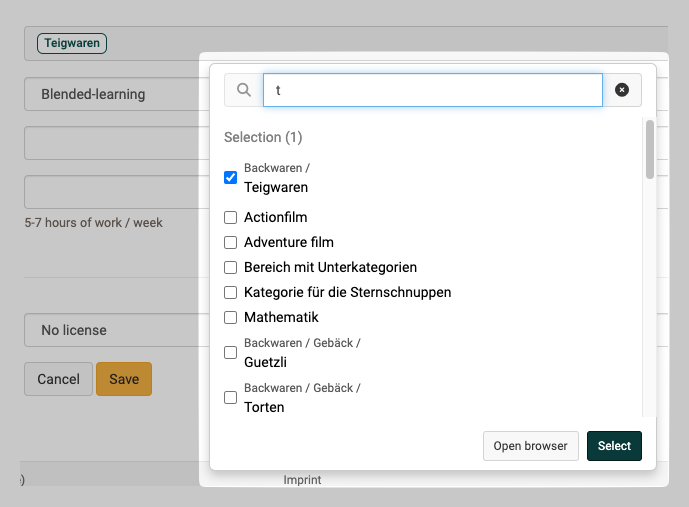 Teigwaren
Blended-learning
5-7 hours of work / week
No license
Cancel
Save
t
Selection (1)
Backwaren /
Teigwaren
Actionfilm
Adventure film
Bereich mit Unterkategorien
Kategorie für die Sternschnuppen
Mathematik
Backwaren / Gebäck /
Guetzli
Backwaren / Gebäck /
Torten
Open browser
Select
Imprint